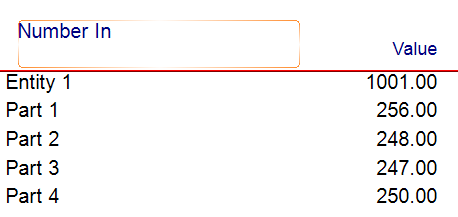 Number In
Value
Entity 1 1001.00
Part 1 256.00
Part 2 248.00
Part 3 247.00
Part 4 250.00